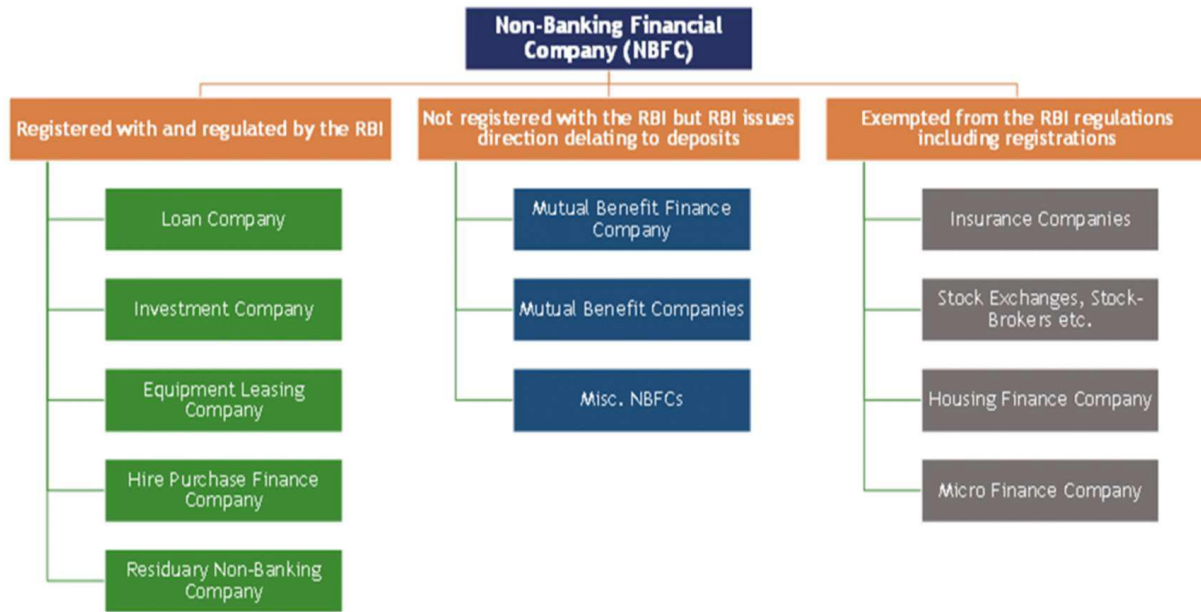 Non-Banking Financial
Company (NBFC)
Registered with and regulated by the RBI
Not registered with the RBI but RBI issues
direction delating to deposits
Exempted from the RBI regulations
including registrations
Loan Company
Investment Company
Equipment Leasing
Company
Hire Purchase Finance
Company
Residuary Non-Banking
Company
Mutual Benefit Finance
Company
Mutual Benefit Companies
Misc. NBFCs
Insurance Companies
Stock Exchanges, Stock-
Brokers etc.
Housing Finance Company
Micro Finance Company